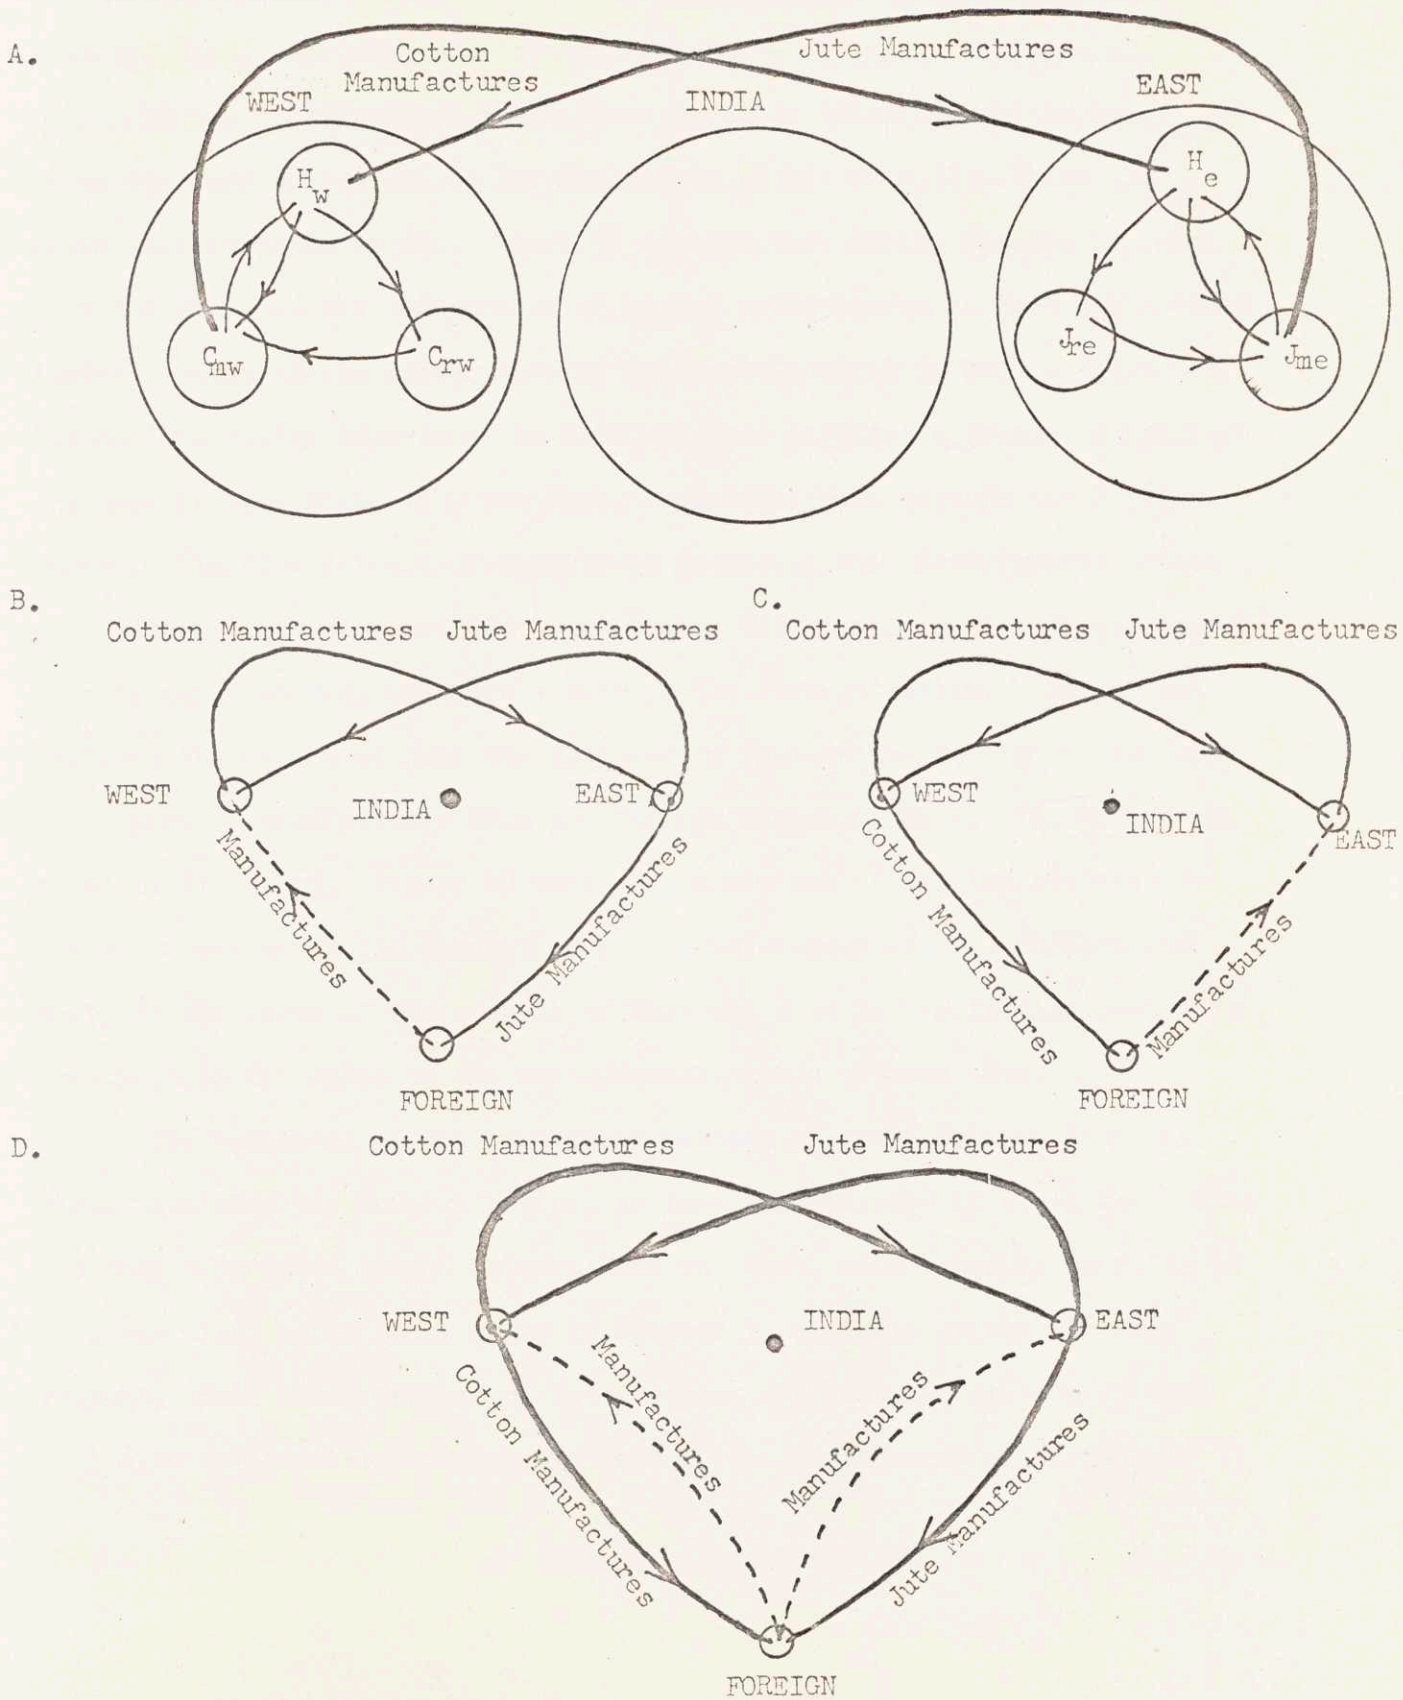 A.
Cotton
Manufactures
Jute Manufactures
WEST
INDIA
EAST
Hw
He
Cmw
Crw
Jre
Jme
B.
Cotton Manufactures Jute Manufactures
WEST
INDIA
EAST
Manufactures
Jute Manufactures
FOREIGN
C.
Cotton Manufactures Jute Manufactures
WEST
INDIA
EAST
Cotton Manufactures
Manufactures
FOREIGN
D.
Cotton Manufactures
Jute Manufactures
WEST
INDIA
EAST
Cotton Manufactures
Manufactures
Manufactures
Jute Manufactures
FOREIGN